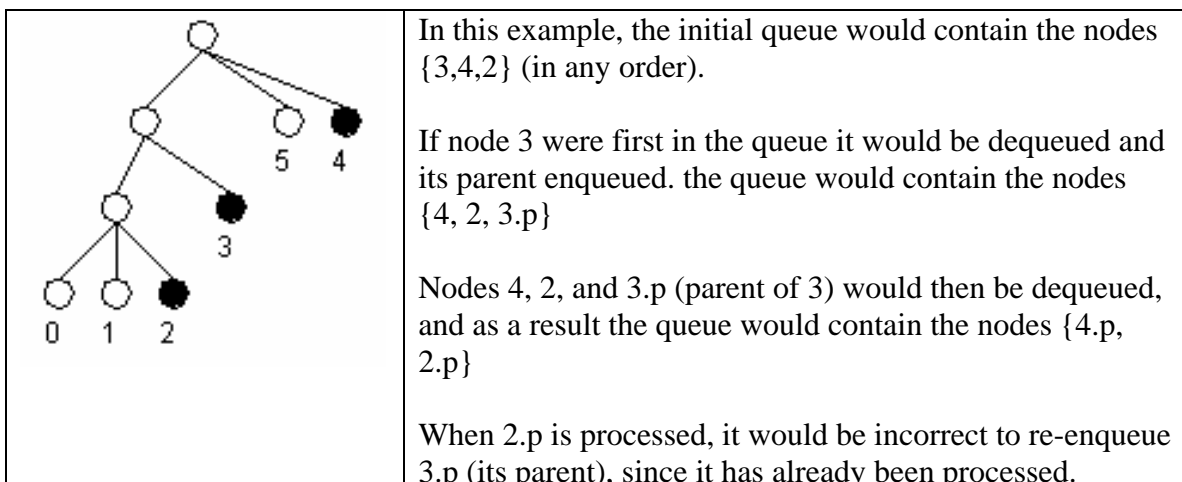 5 4
3
0 1 2
In this example, the initial queue would contain the nodes
{3,4,2} (in any order).
If node 3 were first in the queue it would be dequeued and
its parent enqueued. the queue would contain the nodes
{4, 2, 3.p}
Nodes 4, 2, and 3.p (parent of 3) would then be dequeued,
and as a result the queue would contain the nodes {4.p,
2.p}
When 2.p is processed, it would be incorrect to re-enqueue
3.p (its parent), since it has already been processed.